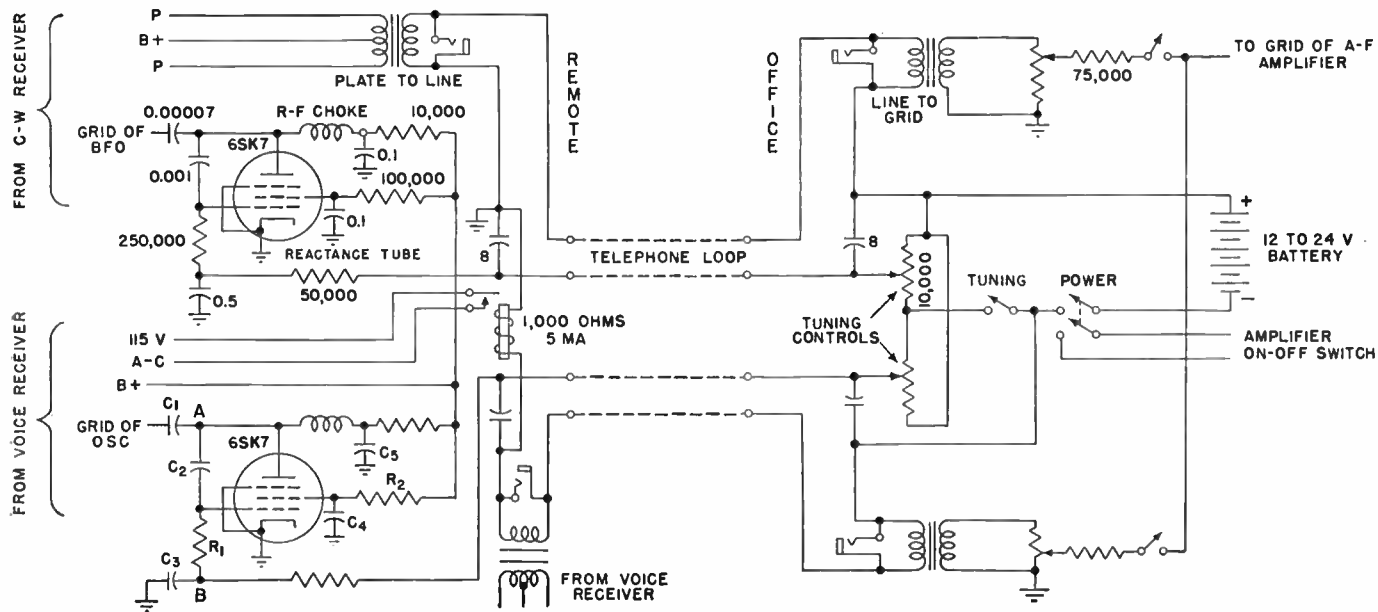 FROM C-W RECEIVER
P
B+
P
PLATE TO LINE
0.00007
R-F CHOKE
10,000
GRID OF
BFO
6SK7
0.1
0.001
100,000
0.1
250,000
REACTANCE TUBE
8
50,000
0.5
REMOTE
OFFICE
TELEPHONE LOOP
LINE TO
GRID
75,000
TO GRID OF A-F
AMPLIFIER
8
10,000
+
12 TO 24 V
BATTERY
−
TUNING
POWER
TUNING
CONTROLS
AMPLIFIER
ON-OFF SWITCH
FROM VOICE RECEIVER
115 V
A-C
1,000 OHMS
5 MA
B+
C1
A
GRID OF
OSC
6SK7
C5
C2
R2
C4
R1
C3
B
FROM VOICE
RECEIVER